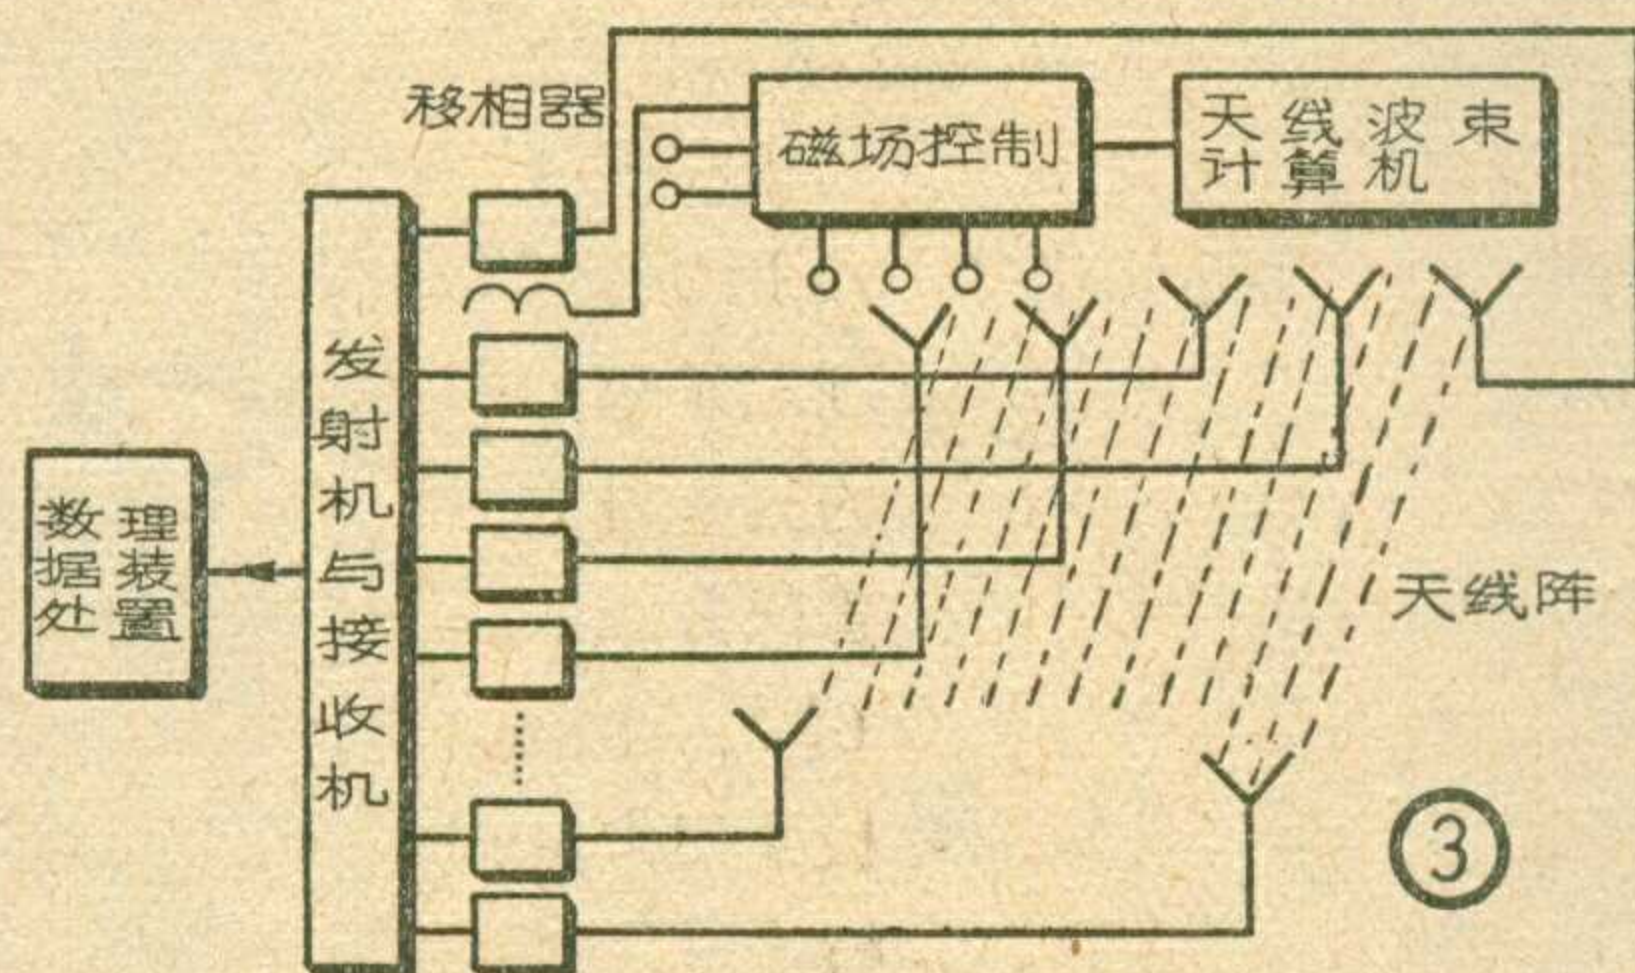 移相器
磁场控制
天线波束
计算机
发射机与接收机
数据处
理装置
天线阵
③